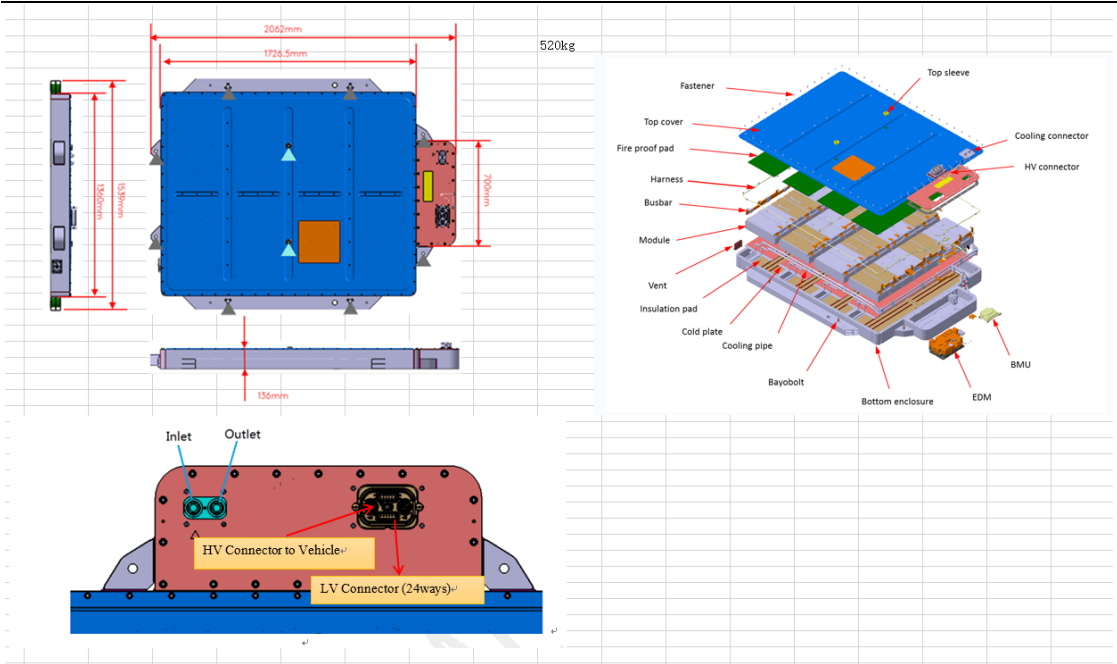 2062mm
1726.5mm
520kg
1360mm
1539mm
700mm
136mm
Top sleeve
Fastener
Top cover
Cooling connector
Fire proof pad
HV connector
Harness
Busbar
Module
Vent
Insulation pad
Cold plate
Cooling pipe
BMU
Bayobolt
EDM
Bottom enclosure
Inlet
Outlet
HV Connector to Vehicle
LV Connector (24ways)